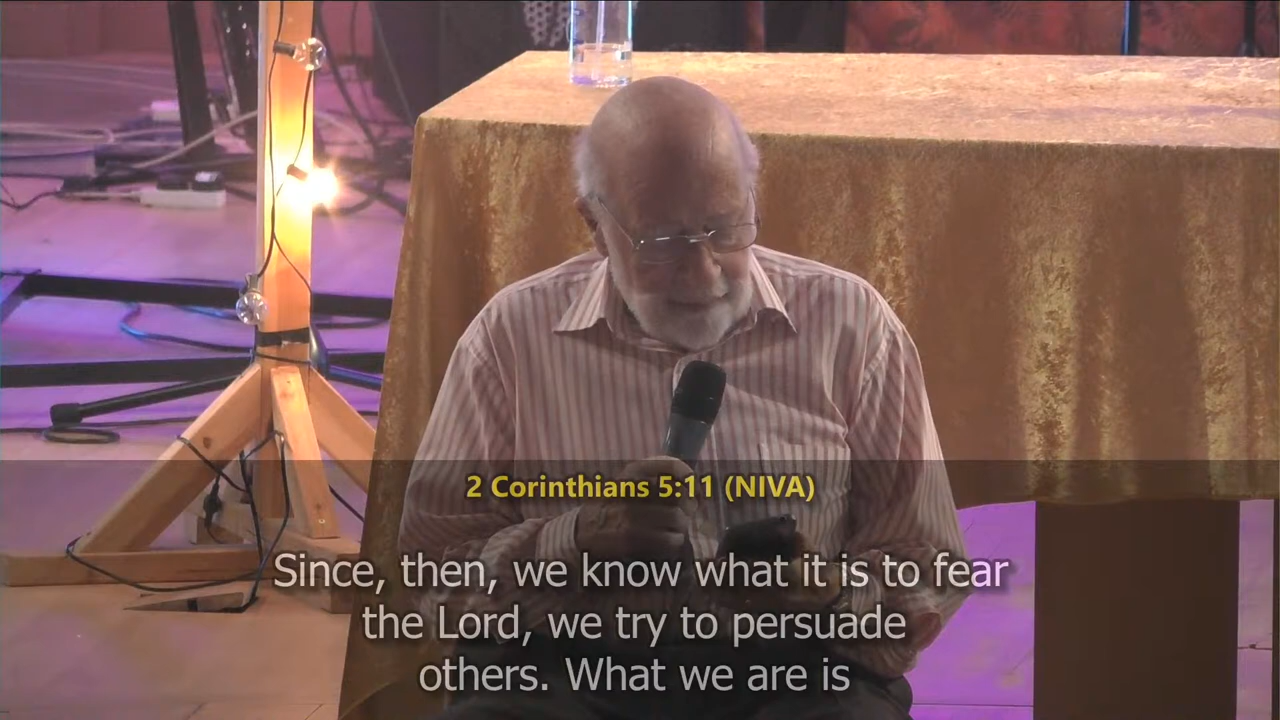 2 Corinthians 5:11 (NIVA)
Since, then, we know what it is to fear
the Lord, we try to persuade
others. What we are is